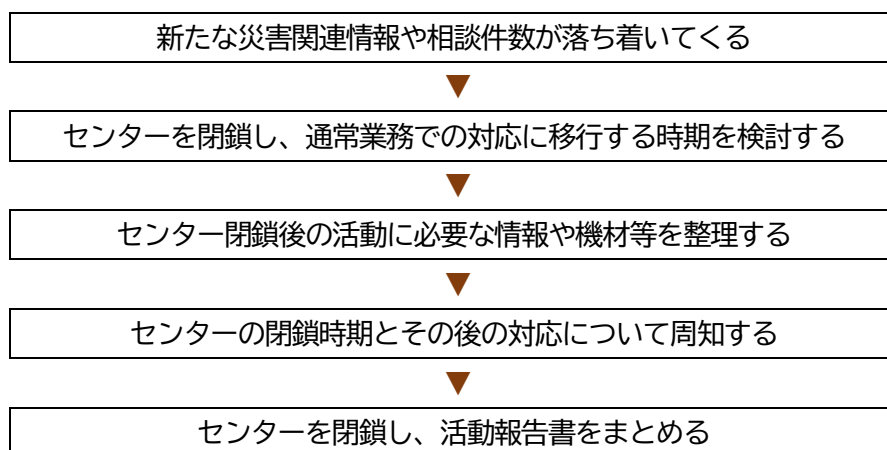 新たな災害関連情報や相談件数が落ち着いてくる
▼
センターを閉鎖し、通常業務での対応に移行する時期を検討する
▼
センター閉鎖後の活動に必要な情報や機材等を整理する
▼
センターの閉鎖時期とその後の対応について周知する
▼
センターを閉鎖し、活動報告書をまとめる